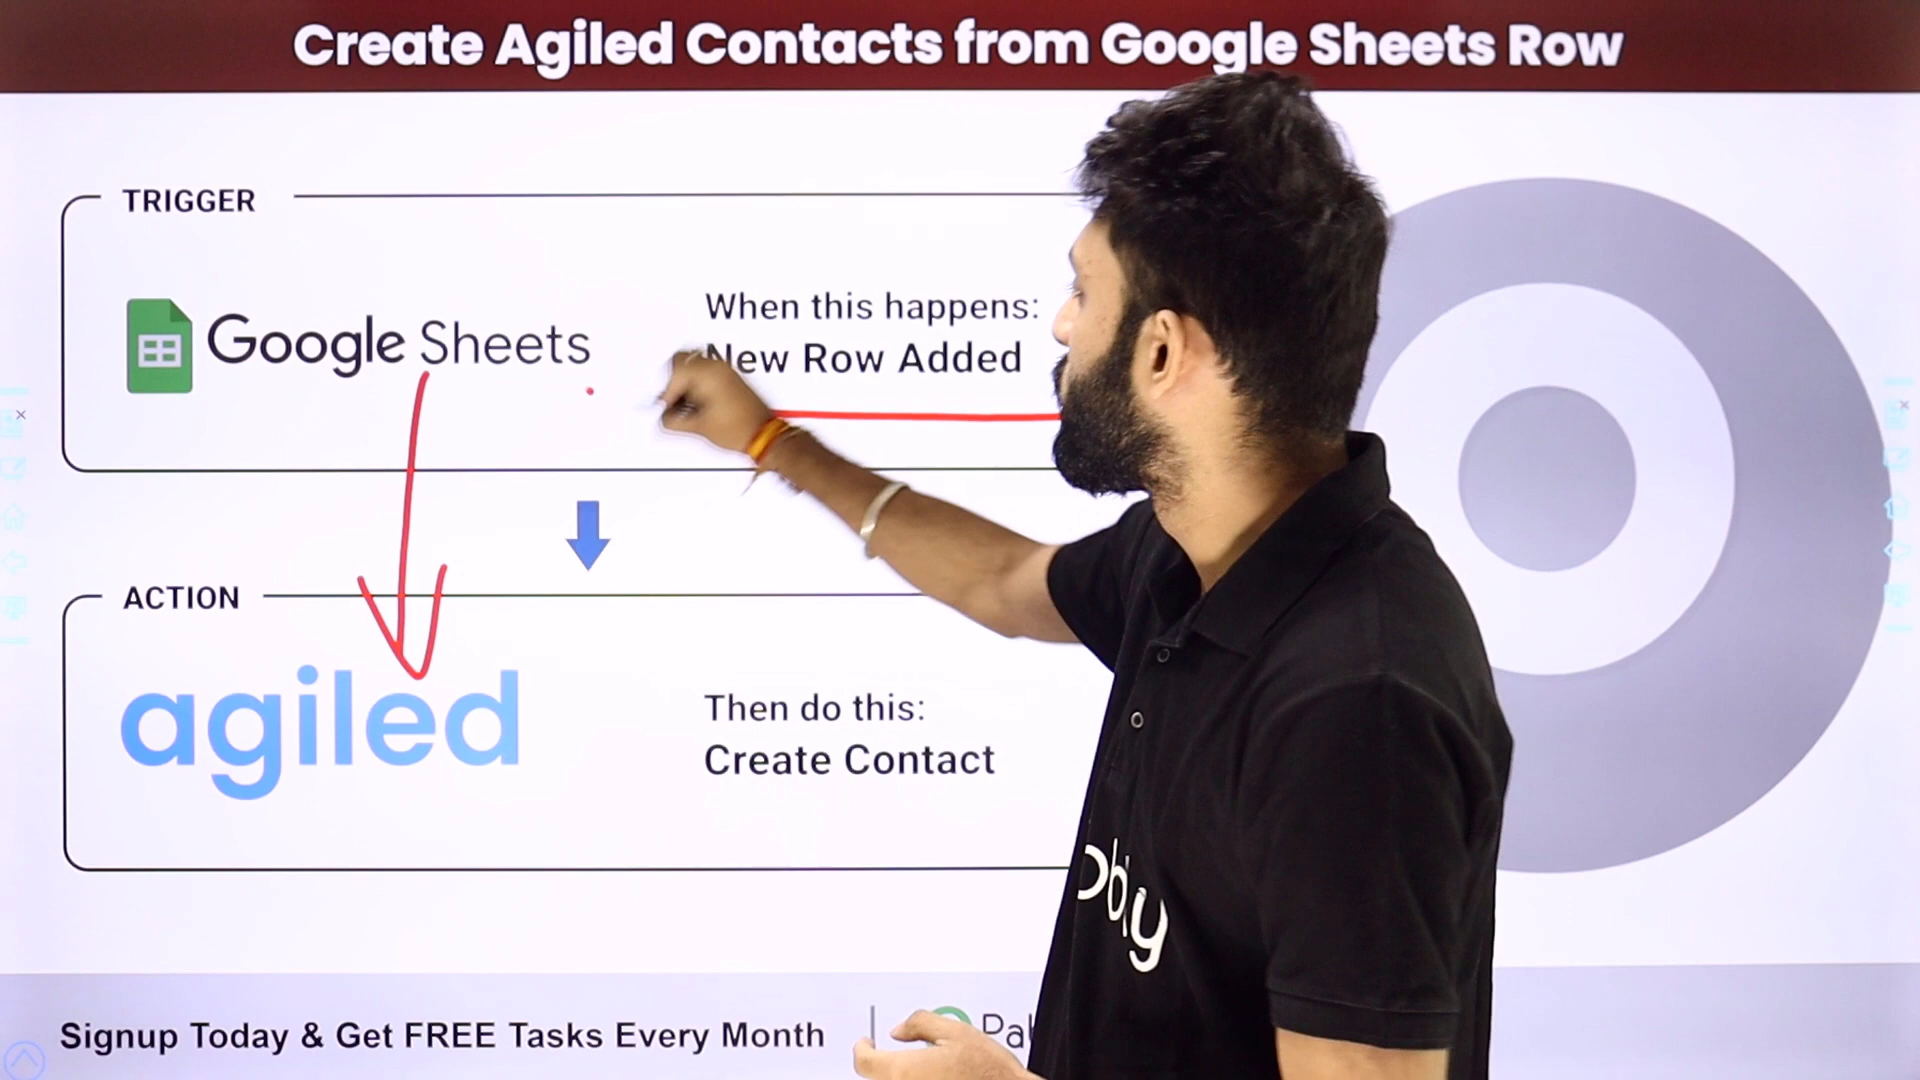 Create Agiled Contacts from Google Sheets Row
TRIGGER
Google Sheets
When this happens:
New Row Added
ACTION
agiled
Then do this:
Create Contact
Signup Today & Get FREE Tasks Every Month